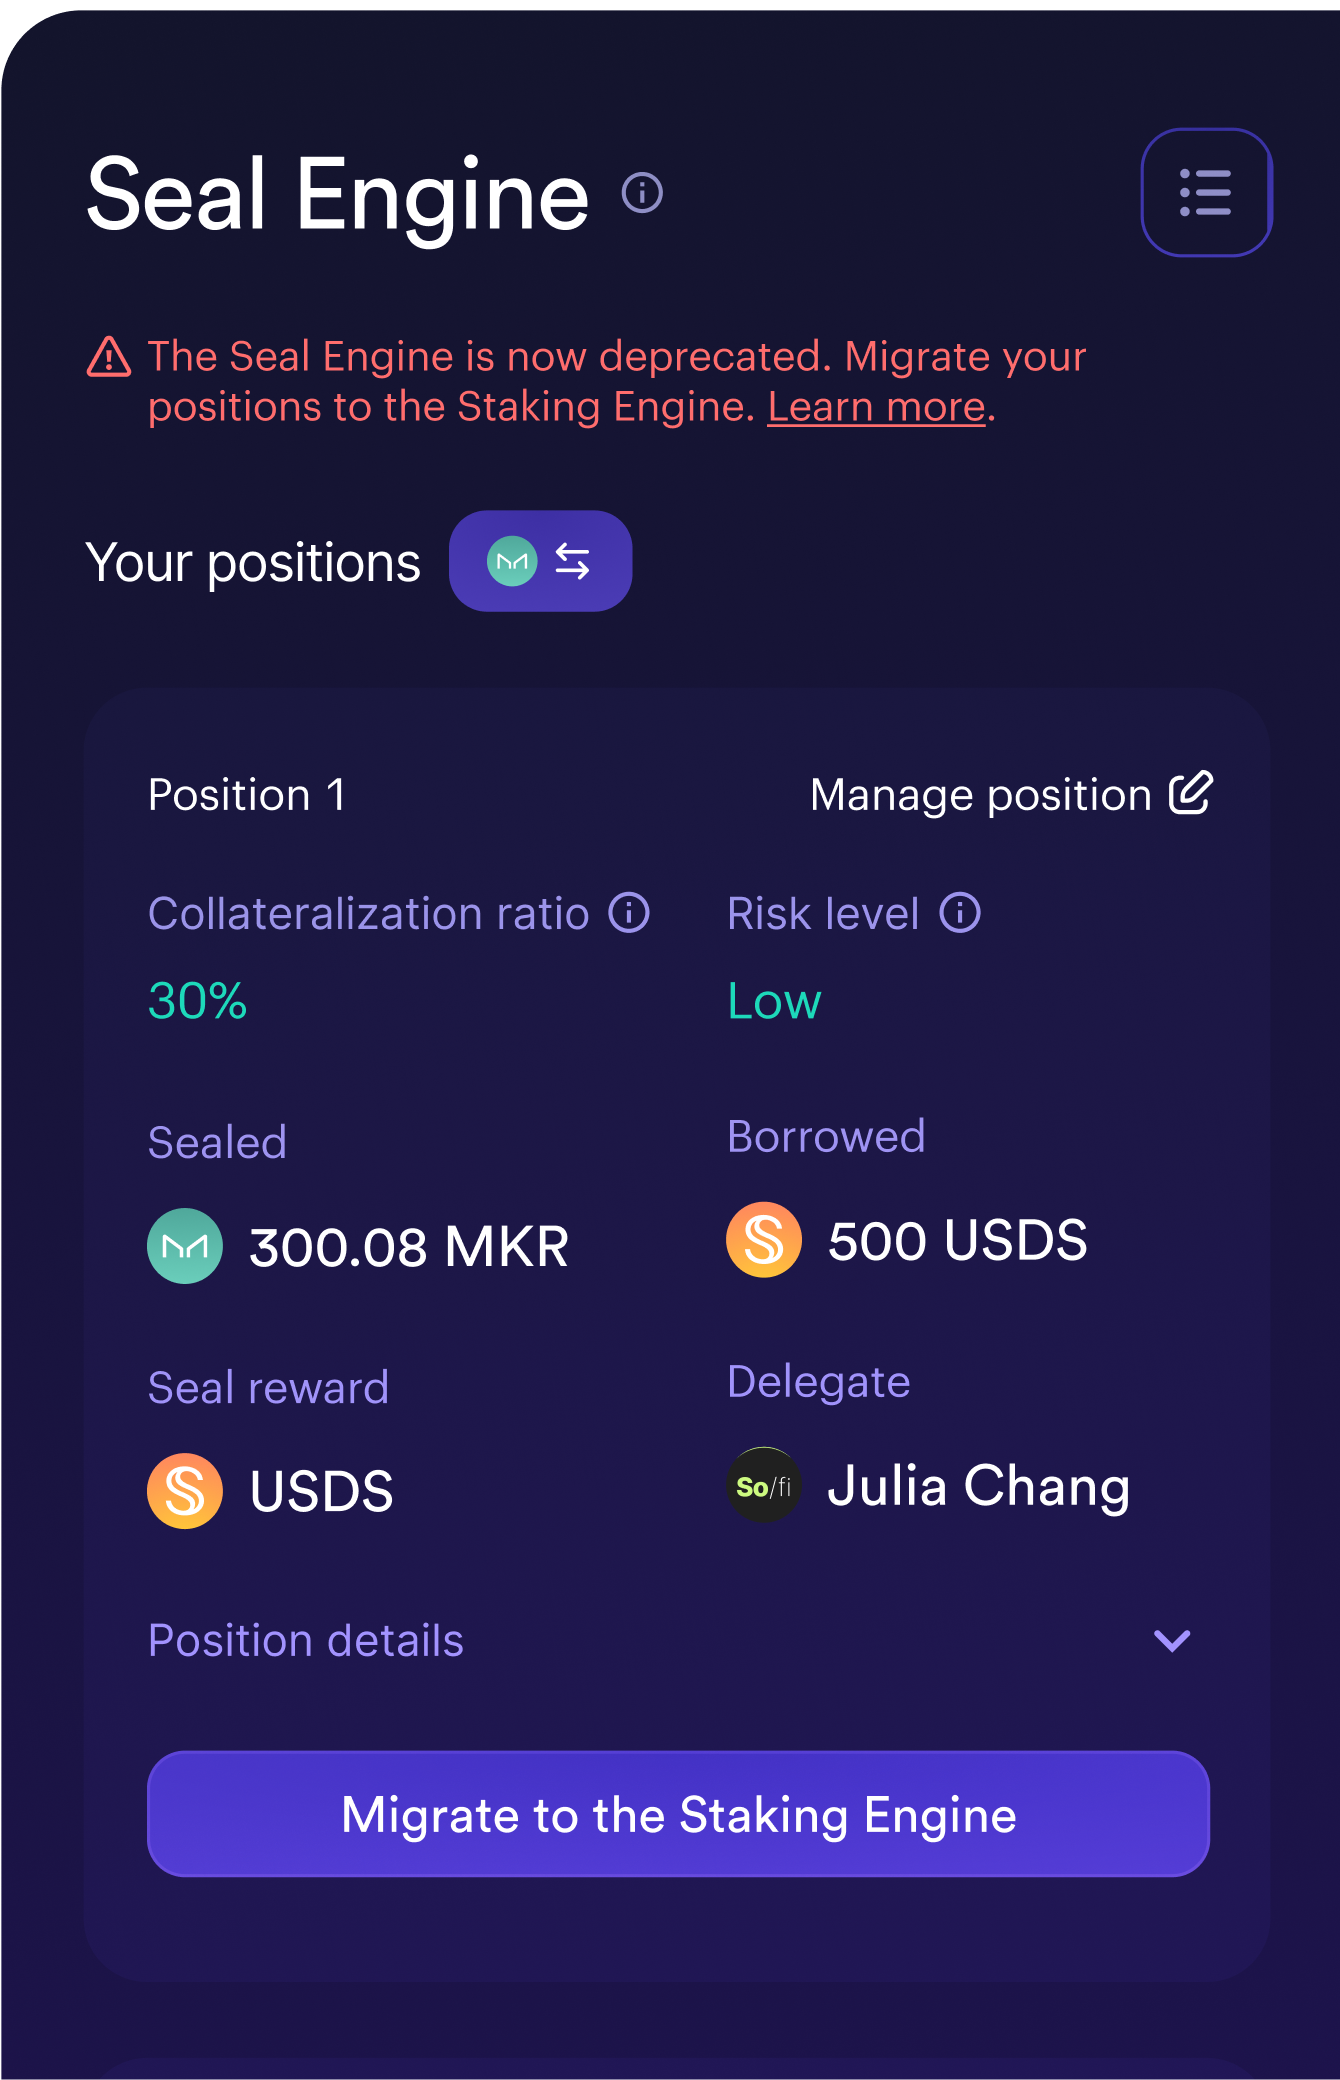 Seal Engine
The Seal Engine is now deprecated. Migrate your
positions to the Staking Engine. Learn more.
Your positions
Position 1
Manage position
Collateralization ratio
Risk level
30%
Low
Sealed
Borrowed
300.08 MKR
500 USDS
Seal reward
Delegate
USDS
So/fi
Julia Chang
Position details
Migrate to the Staking Engine